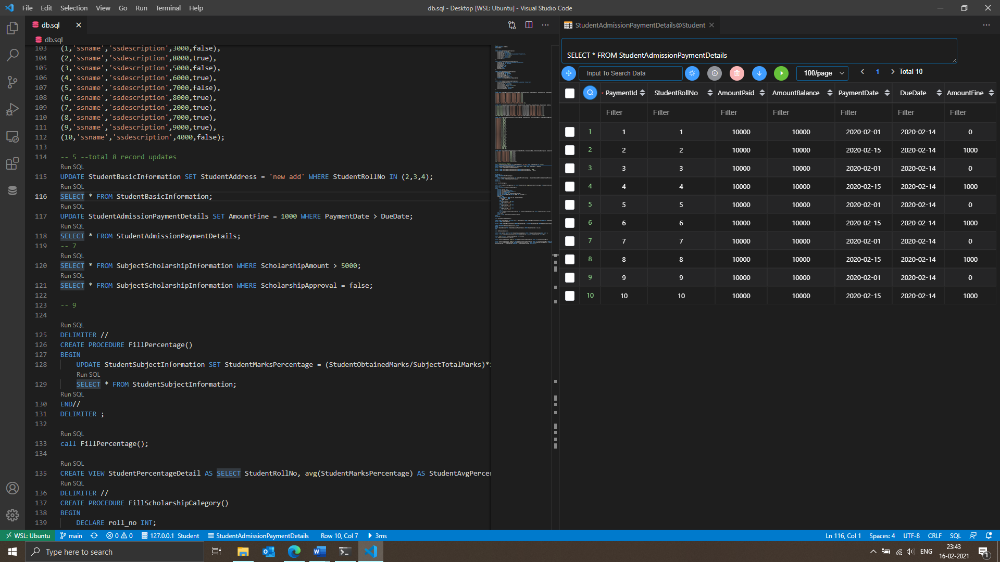 File Edit Selection View Go Run Terminal Help
db.sql - Desktop [WSL: Ubuntu] - Visual Studio Code
db.sql
db.sql
103 (1,'ssname','ssdescription',3000,false),
104 (2,'ssname','ssdescription',8000,true),
105 (3,'ssname','ssdescription',5000,false),
106 (4,'ssname','ssdescription',6000,true),
107 (5,'ssname','ssdescription',7000,false),
108 (6,'ssname','ssdescription',8000,true),
109 (7,'ssname','ssdescription',2000,true),
110 (8,'ssname','ssdescription',7000,true),
111 (9,'ssname','ssdescription',9000,true),
112 (10,'ssname','ssdescription',4000,false);
113
114 -- 5 --total 8 record updates
Run SQL
115 UPDATE StudentBasicInformation SET StudentAddress = 'new add' WHERE StudentRollNo IN (2,3,4);
Run SQL
116 SELECT * FROM StudentBasicInformation;
Run SQL
117 UPDATE StudentAdmissionPaymentDetails SET AmountFine = 1000 WHERE PaymentDate > DueDate;
Run SQL
118 SELECT * FROM StudentAdmissionPaymentDetails;
119 -- 7
Run SQL
120 SELECT * FROM SubjectScholarshipInformation WHERE ScholarshipAmount > 5000;
Run SQL
121 SELECT * FROM SubjectScholarshipInformation WHERE ScholarshipApproval = false;
122
123 -- 9
124
Run SQL
125 DELIMITER //
126 CREATE PROCEDURE FillPercentage()
127 BEGIN
128 UPDATE StudentSubjectInformation SET StudentMarksPercentage = (StudentObtainedMarks/SubjectTotalMarks)*
Run SQL
129 SELECT * FROM StudentSubjectInformation;
Run SQL
130 END//
131 DELIMITER ;
132
Run SQL
133 call FillPercentage();
134
Run SQL
135 CREATE VIEW StudentPercentageDetail AS SELECT StudentRollNo, avg(StudentMarksPercentage) AS StudentAvgPercen
Run SQL
136 DELIMITER //
137 CREATE PROCEDURE FillScholarshipCalegory()
138 BEGIN
139 DECLARE roll_no INT;
StudentAdmissionPaymentDetails@Student
SELECT * FROM StudentAdmissionPaymentDetails
Input To Search Data 100/page 1 Total 10
* PaymentId StudentRollNo AmountPaid AmountBalance PaymentDate DueDate AmountFine
Filter Filter Filter Filter Filter Filter Filter
1 1 1 10000 10000 2020-02-01 2020-02-14 0
2 2 2 10000 10000 2020-02-15 2020-02-14 1000
3 3 3 10000 10000 2020-02-01 2020-02-14 0
4 4 4 10000 10000 2020-02-15 2020-02-14 1000
5 5 5 10000 10000 2020-02-01 2020-02-14 0
6 6 6 10000 10000 2020-02-15 2020-02-14 1000
7 7 7 10000 10000 2020-02-01 2020-02-14 0
8 8 8 10000 10000 2020-02-15 2020-02-14 1000
9 9 9 10000 10000 2020-02-01 2020-02-14 0
10 10 10 10000 10000 2020-02-15 2020-02-14 1000
WSL: Ubuntu main 0 0 127.0.0.1 Student StudentAdmissionPaymentDetails Row 10, Col 7 3ms Ln 116, Col 1 Spaces: 4 UTF-8 CRLF SQL
Type here to search ENG 23:43
16-02-2021 1